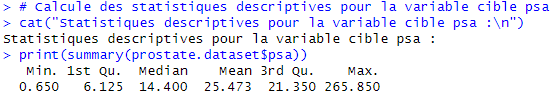 > # Calcule des statistiques descriptives pour la variable cible psa
> cat("Statistiques descriptives pour la variable cible psa :\n")
Statistiques descriptives pour la variable cible psa :
> print(summary(prostate.dataset$psa))
Min. 1st Qu. Median Mean 3rd Qu. Max.
0.650 6.125 14.400 25.473 21.350 265.850